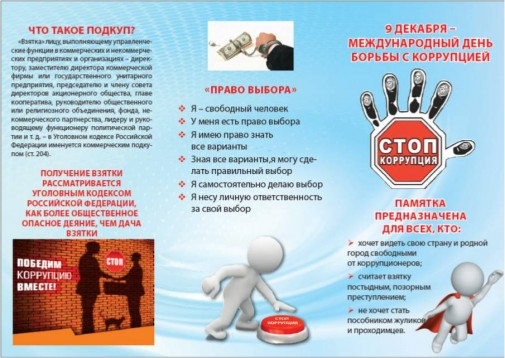 ЧТО ТАКОЕ ПОДКУП?
«Взятка» лицу, выполняющему управленчес-
кие функции в коммерческих и некоммерчес-
ких предприятиях и организациях – дирек-
тору, заместителю директора коммерческой
фирмы или государственного унитарного
предприятия, председателю и члену совета
директоров акционерного общества, главе
кооператива, руководителю общественного
или религиозного объединения, фонда, не-
коммерческого партнерства, лидеру и руко-
водящему функционеру политической пар-
тии и т. д. – в Уголовном кодексе Российской
Федерации именуется коммерческим подку-
пом (ст. 204).
ПОЛУЧЕНИЕ ВЗЯТКИ
РАССМАТРИВАЕТСЯ
УГОЛОВНЫМ КОДЕКСОМ
РОССИЙСКОЙ ФЕДЕРАЦИИ,
КАК БОЛЕЕ ОБЩЕСТВЕННОЕ
ОПАСНОЕ ДЕЯНИЕ, ЧЕМ ДАЧА
ВЗЯТКИ
ПОБЕДИМ
КОРРУПЦИЮ
ВМЕСТЕ!
СТОП
«ПРАВО ВЫБОРА»
Я – свободный человек
У меня есть право выбора
Я имею право знать
все варианты
Зная все варианты,я могу сде-
лать правильный выбор
Я самостоятельно делаю выбор
Я несу личную ответственность
за свой выбор
КОРРУПЦИИ
9 ДЕКАБРЯ –
МЕЖДУНАРОДНЫЙ ДЕНЬ
БОРЬБЫ С КОРРУПЦИЕЙ
СТОП
КОРРУПЦИЯ
ПАМЯТКА
ПРЕДНАЗНАЧЕНА
ДЛЯ ВСЕХ, КТО:
хочет видеть свою страну и родной
город свободными
от коррупционеров;
считает взятку
постыдным, позорным
преступлением;
не хочет стать
пособником жуликов
и проходимцев.